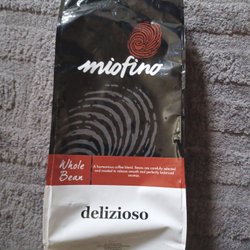 miofino
Whole
Bean
A harmonious coffee blend. Beans are carefully selected
and roasted to release smooth and perfectly balanced
aromas.
delizioso